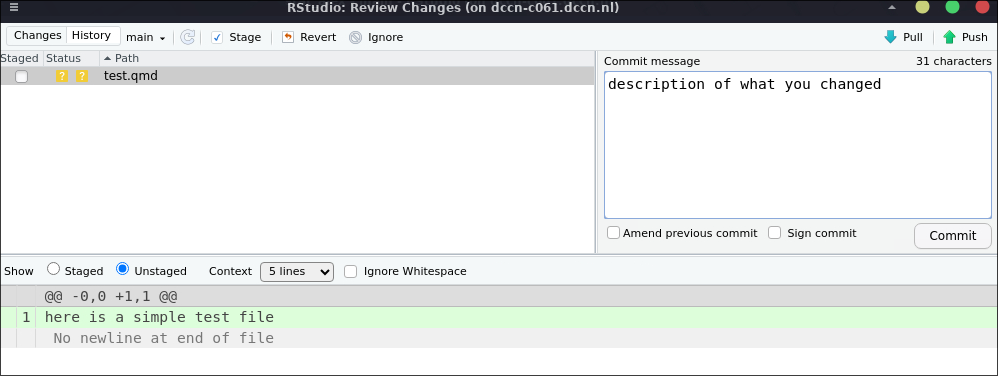 RStudio: Review Changes (on dccn-c061.dccn.nl)
Changes History main Stage Revert Ignore Pull Push
Staged Status Path
? ? test.qmd
Commit message 31 characters
description of what you changed
Amend previous commit Sign commit Commit
Show Staged Unstaged Context 5 lines Ignore Whitespace
@@ -0,0 +1,1 @@
1 here is a simple test file
No newline at end of file